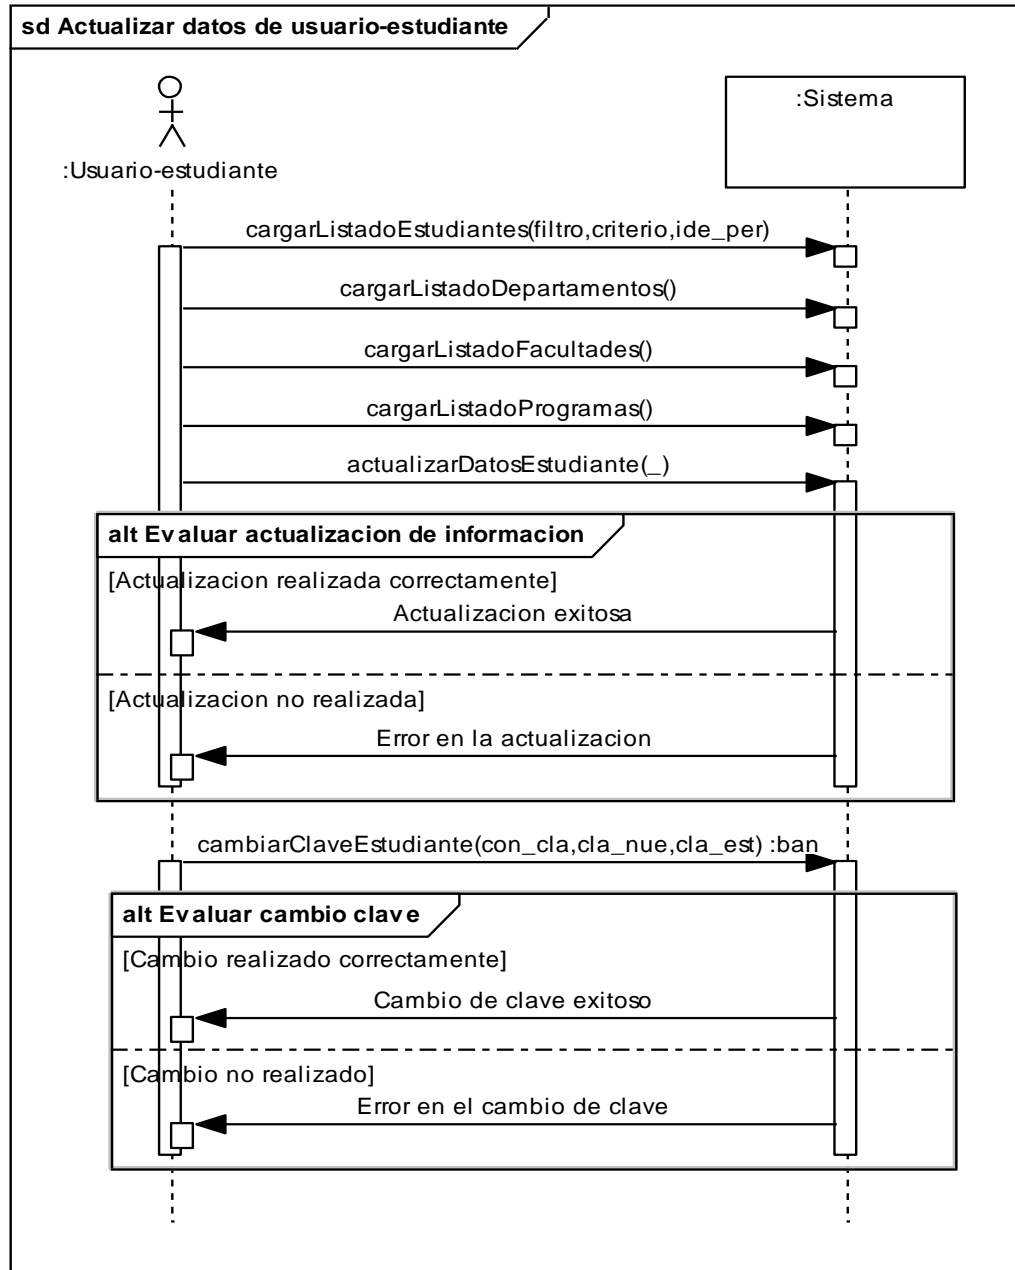 sd Actualizar datos de usuario-estudiante
:Usuario-estudiante
:Sistema
cargarListadoEstudiantes(filtro,criterio,ide_per)
cargarListadoDepartamentos()
cargarListadoFacultades()
cargarListadoProgramas()
actualizarDatosEstudiante(_)
alt Evaluar actualizacion de informacion
[Actualizacion realizada correctamente]
Actualizacion exitosa
[Actualizacion no realizada]
Error en la actualizacion
cambiarClaveEstudiante(con_cla,cla_nue,cla_est) :ban
alt Evaluar cambio clave
[Cambio realizado correctamente]
Cambio de clave exitoso
[Cambio no realizado]
Error en el cambio de clave